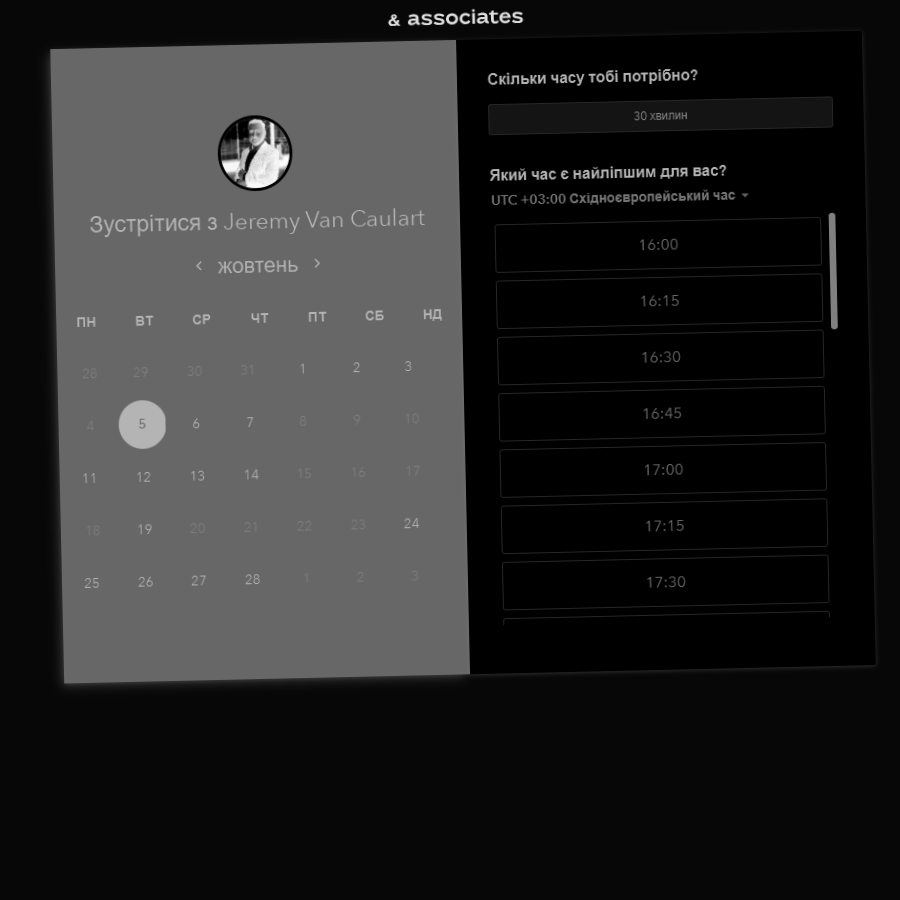 & associates
Зустрітися з Jeremy Van Caulart
жовтень
ПН ВТ СР ЧТ ПТ СБ НД
28 29 30 31 1 2 3
4 5 6 7 8 9 10
11 12 13 14 15 16 17
18 19 20 21 22 23 24
25 26 27 28 1 2 3
Скільки часу тобі потрібно?
30 хвилин
Який час є найліпшим для вас?
UTC +03:00 Східноєвропейський час
16:00
16:15
16:30
16:45
17:00
17:15
17:30